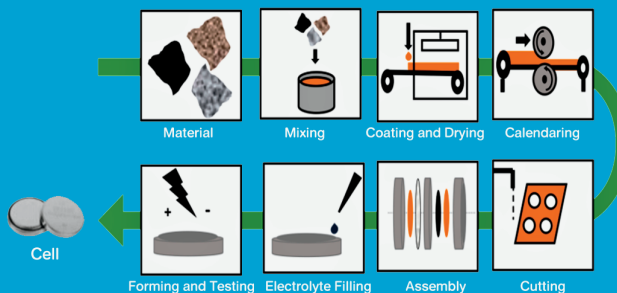 Material
Mixing
Coating and Drying
Calendaring
Cutting
Assembly
Electrolyte Filling
Forming and Testing
+ -
Cell